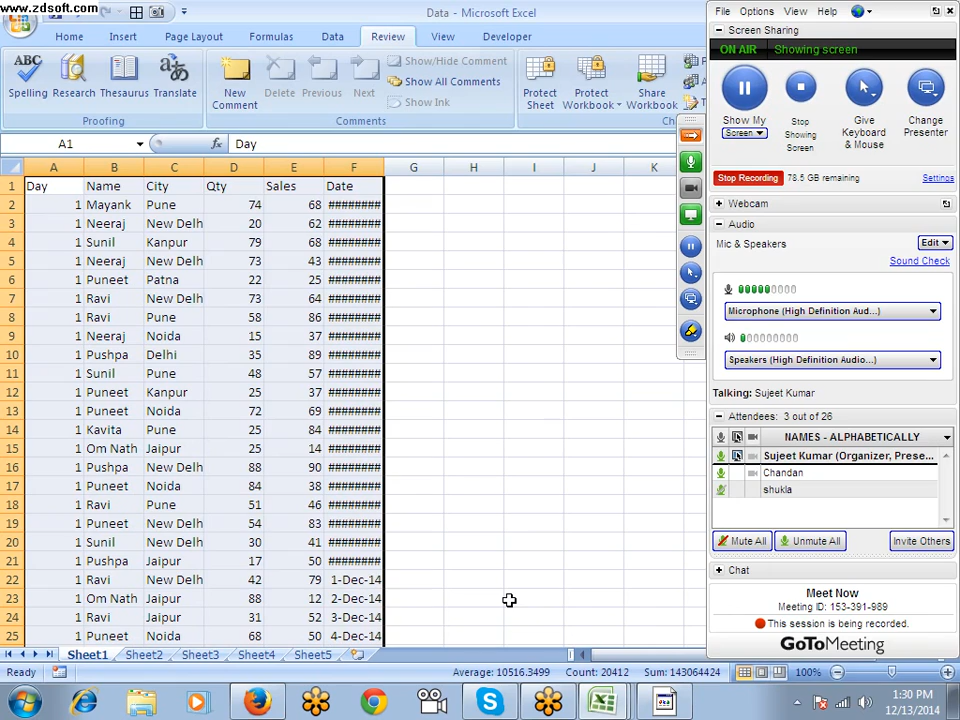 www.zdsoft.com
Data - Microsoft Excel
Home Insert Page Layout Formulas Data Review View Developer
Spelling Research Thesaurus Translate
Proofing
New Comment Delete Previous Next
Show/Hide Comment
Show All Comments
Show Ink
Comments
Protect Sheet Protect Workbook Share Workbook
A1 fx Day
A B C D E F G H I J K
1 Day Name City Qty Sales Date
2 1 Mayank Pune 74 68 ########
3 1 Neeraj New Delh 20 62 ########
4 1 Sunil Kanpur 79 68 ########
5 1 Neeraj New Delh 73 43 ########
6 1 Puneet Patna 22 25 ########
7 1 Ravi New Delh 73 64 ########
8 1 Ravi Pune 58 86 ########
9 1 Neeraj Noida 15 37 ########
10 1 Pushpa Delhi 35 89 ########
11 1 Sunil Pune 48 57 ########
12 1 Puneet Kanpur 25 37 ########
13 1 Puneet Noida 72 69 ########
14 1 Kavita Pune 25 84 ########
15 1 Om Nath Jaipur 25 14 ########
16 1 Pushpa New Delh 88 90 ########
17 1 Puneet Noida 84 38 ########
18 1 Ravi Pune 51 46 ########
19 1 Puneet New Delh 54 83 ########
20 1 Sunil New Delh 30 41 ########
21 1 Pushpa Jaipur 17 50 ########
22 1 Ravi New Delh 42 79 1-Dec-14
23 1 Om Nath Jaipur 88 12 2-Dec-14
24 1 Ravi Jaipur 31 52 3-Dec-14
25 1 Puneet Noida 68 50 4-Dec-14
Sheet1 Sheet2 Sheet3 Sheet4 Sheet5
Ready Average: 10516.3499 Count: 20412 Sum: 143064424 100%
File Options View Help
Screen Sharing
ON AIR Showing screen
Show My Screen
Stop Showing Screen
Give Keyboard & Mouse
Change Presenter
Stop Recording 78.5 GB remaining Settings
Webcam
Audio
Mic & Speakers Edit
Sound Check
Microphone (High Definition Aud...)
Speakers (High Definition Audio...)
Talking: Sujeet Kumar
Attendees: 3 out of 26
NAMES - ALPHABETICALLY
Sujeet Kumar (Organizer, Prese...
Chandan
shukla
Mute All Unmute All Invite Others
Chat
Meet Now
Meeting ID: 153-391-989
This session is being recorded.
GoToMeeting
1:30 PM
12/13/2014